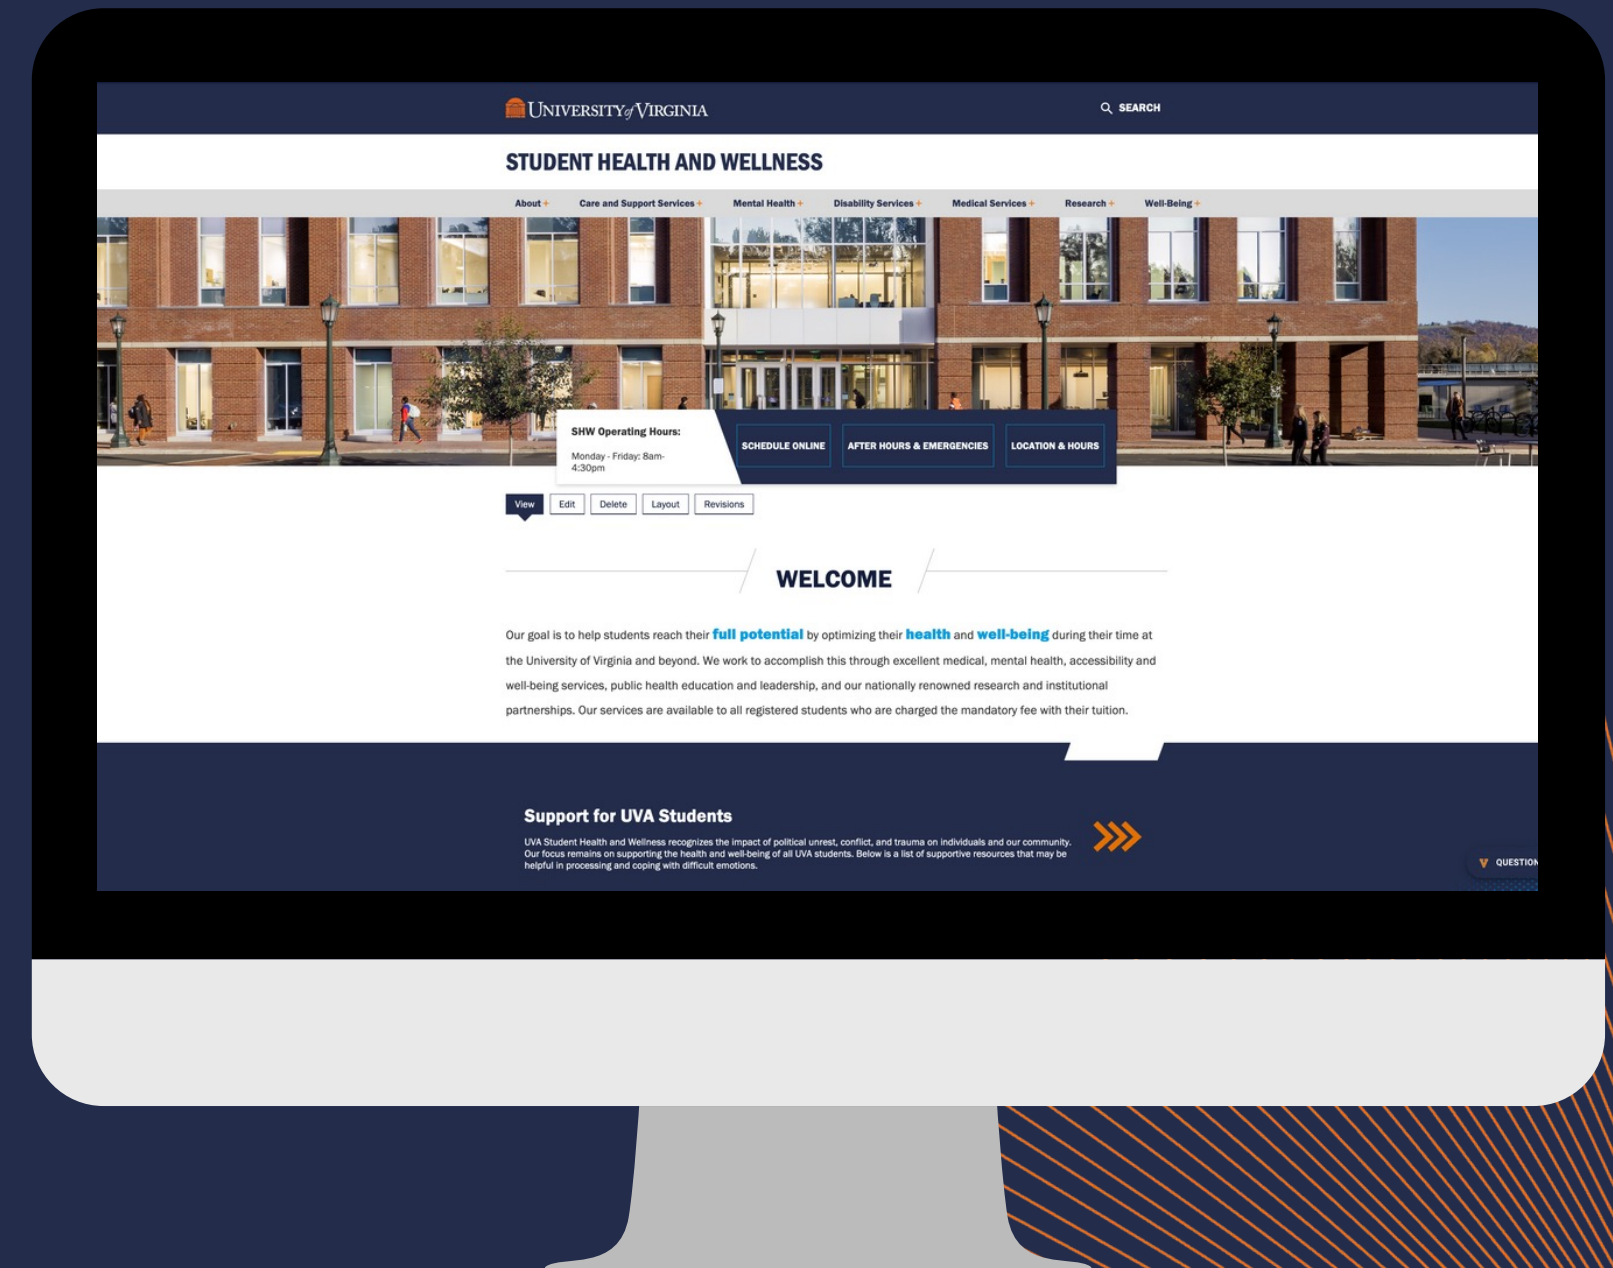 UNIVERSITY of VIRGINIA
SEARCH
STUDENT HEALTH AND WELLNESS
About + Care and Support Services + Mental Health + Disability Services + Medical Services + Research + Well-Being +
SHW Operating Hours:
Monday - Friday: 8am-
4:30pm
SCHEDULE ONLINE AFTER HOURS & EMERGENCIES LOCATION & HOURS
View Edit Delete Layout Revisions
WELCOME
Our goal is to help students reach their full potential by optimizing their health and well-being during their time at
the University of Virginia and beyond. We work to accomplish this through excellent medical, mental health, accessibility and
well-being services, public health education and leadership, and our nationally renowned research and institutional
partnerships. Our services are available to all registered students who are charged the mandatory fee with their tuition.
Support for UVA Students
UVA Student Health and Wellness recognizes the impact of political unrest, conflict, and trauma on individuals and our community.
Our focus remains on supporting the health and well-being of all UVA students. Below is a list of supportive resources that may be
helpful in processing and coping with difficult emotions.
V QUESTION